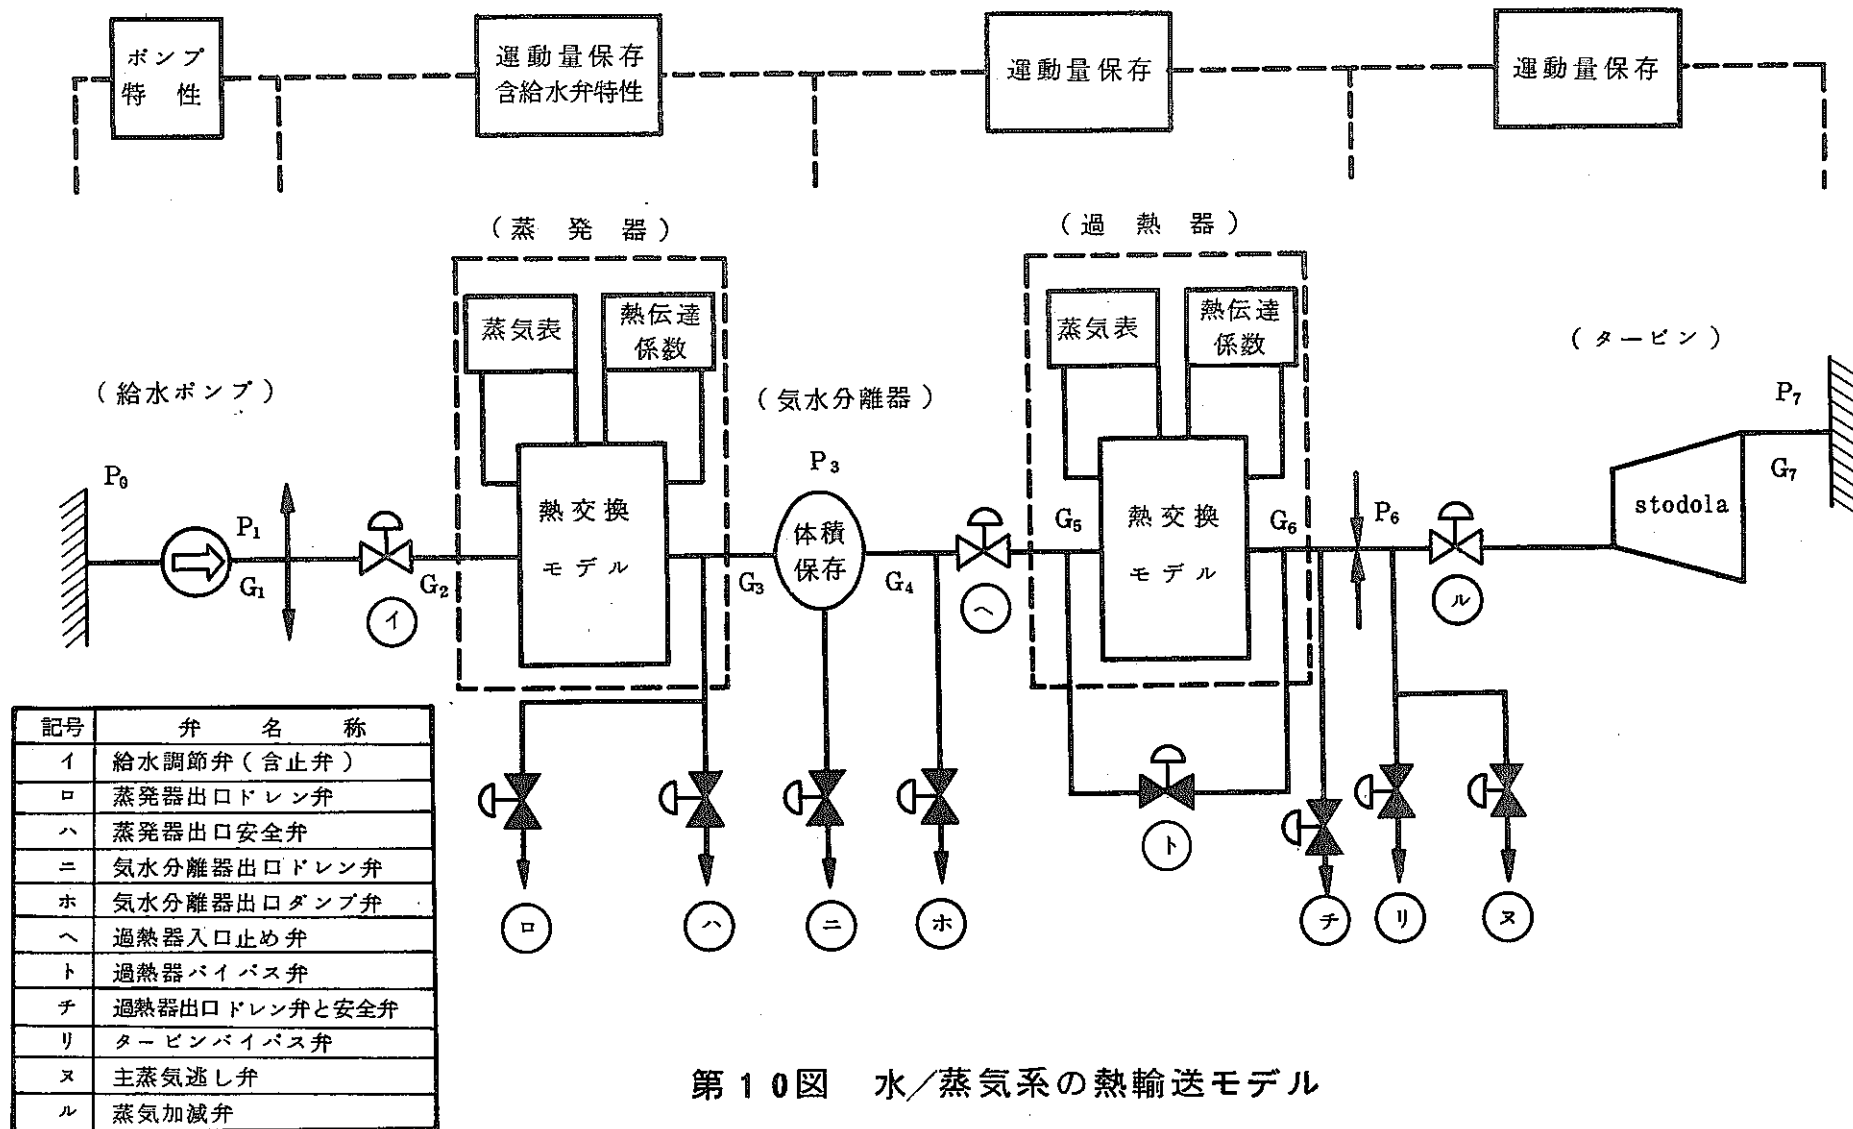 ポンプ
特性
運動量保存
含給水弁特性
運動量保存
運動量保存
(蒸発器)
(過熱器)
蒸気表
熱伝達
係数
蒸気表
熱伝達
係数
(タービン)
(給水ポンプ)
(気水分離器)
P0
P1
G1
イ
G2
熱交換
モデル
G3
P3
体積
保存
G4
ヘ
G5
熱交換
モデル
G6
P6
ル
stodola
P7
G7
ロ
ハ
ニ
ホ
ト
チ
リ
ヌ
記号 弁名称
イ 給水調節弁(含止弁)
ロ 蒸発器出口ドレン弁
ハ 蒸発器出口安全弁
ニ 気水分離器出口ドレン弁
ホ 気水分離器出口ダンプ弁
ヘ 過熱器入口止め弁
ト 過熱器バイパス弁
チ 過熱器出口ドレン弁と安全弁
リ タービンバイパス弁
ヌ 主蒸気逃し弁
ル 蒸気加減弁
第10図 水/蒸気系の熱輸送モデル